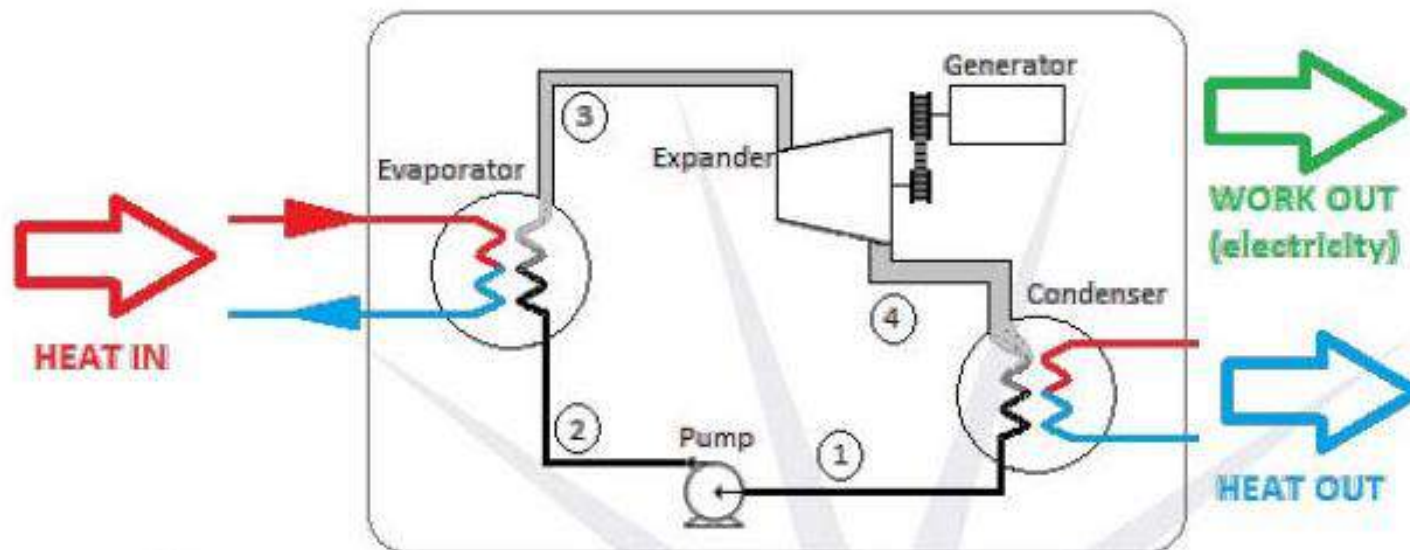 Generator
3
Expander
Evaporator
WORK OUT
(electricity)
HEAT IN
4
Condenser
2
Pump
1
HEAT OUT